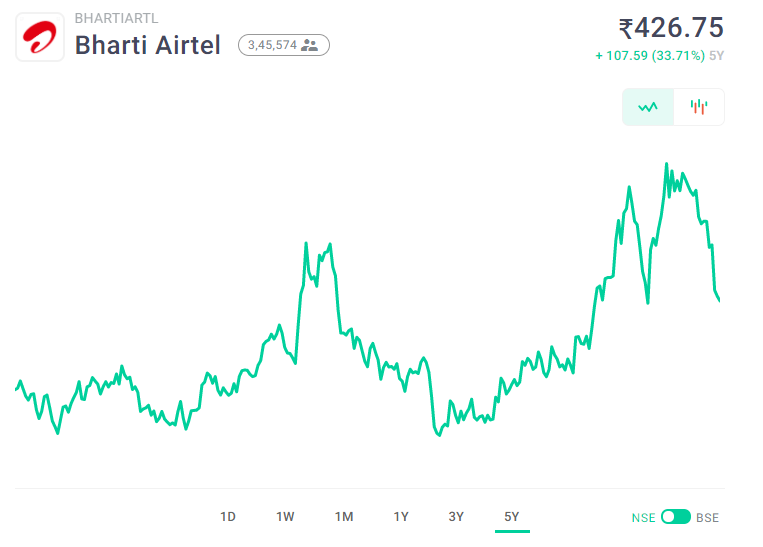 BHARTIARTL
Bharti Airtel 3,45,574
₹426.75
+ 107.59 (33.71%) 5Y
1D 1W 1M 1Y 3Y 5Y NSE BSE